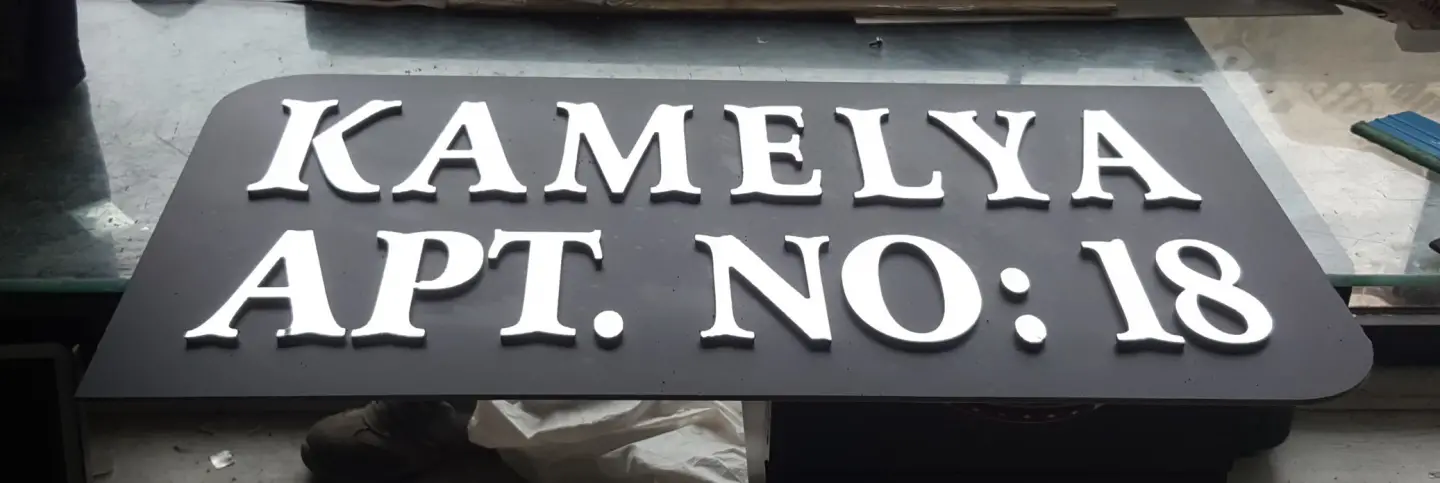 KAMELYA
APT. NO: 18